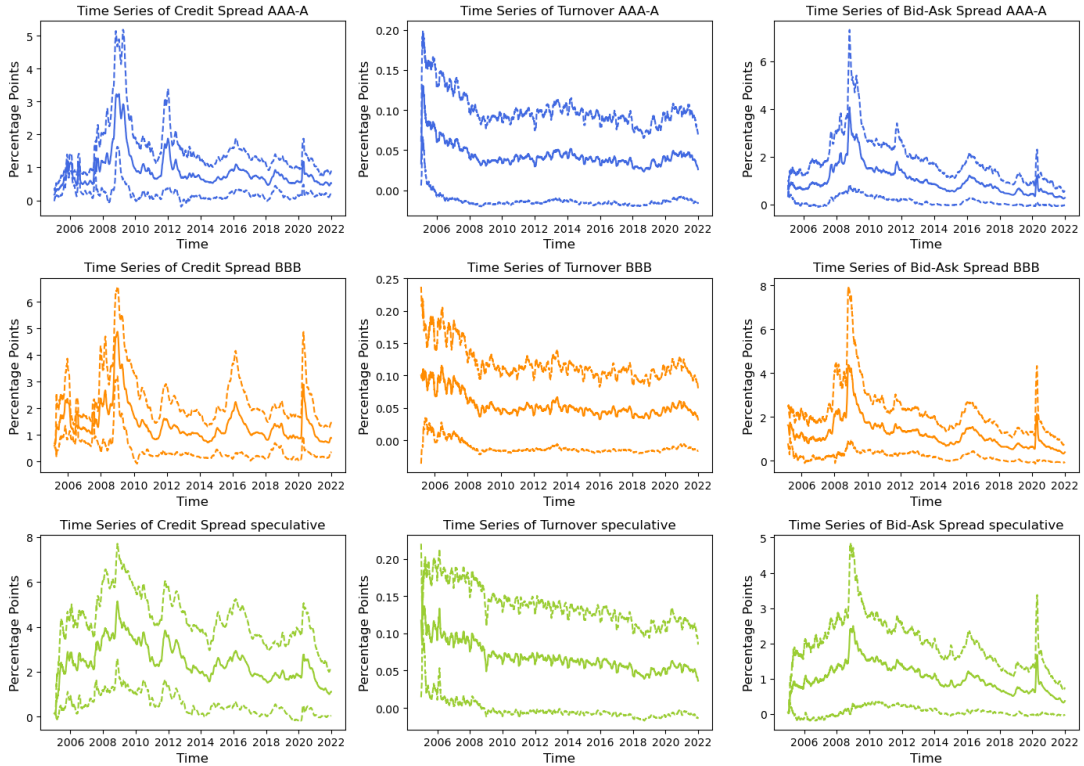 Time Series of Credit Spread AAA-A
Percentage Points
5
4
3
2
1
0
2006 2008 2010 2012 2014 2016 2018 2020 2022
Time
Time Series of Turnover AAA-A
Percentage Points
0.20
0.15
0.10
0.05
0.00
2006 2008 2010 2012 2014 2016 2018 2020 2022
Time
Time Series of Bid-Ask Spread AAA-A
Percentage Points
6
4
2
0
2006 2008 2010 2012 2014 2016 2018 2020 2022
Time
Time Series of Credit Spread BBB
Percentage Points
6
5
4
3
2
1
0
2006 2008 2010 2012 2014 2016 2018 2020 2022
Time
Time Series of Turnover BBB
Percentage Points
0.25
0.20
0.15
0.10
0.05
0.00
2006 2008 2010 2012 2014 2016 2018 2020 2022
Time
Time Series of Bid-Ask Spread BBB
Percentage Points
8
6
4
2
0
2006 2008 2010 2012 2014 2016 2018 2020 2022
Time
Time Series of Credit Spread speculative
Percentage Points
8
6
4
2
0
2006 2008 2010 2012 2014 2016 2018 2020 2022
Time
Time Series of Turnover speculative
Percentage Points
0.20
0.15
0.10
0.05
0.00
2006 2008 2010 2012 2014 2016 2018 2020 2022
Time
Time Series of Bid-Ask Spread speculative
Percentage Points
5
4
3
2
1
0
2006 2008 2010 2012 2014 2016 2018 2020 2022
Time